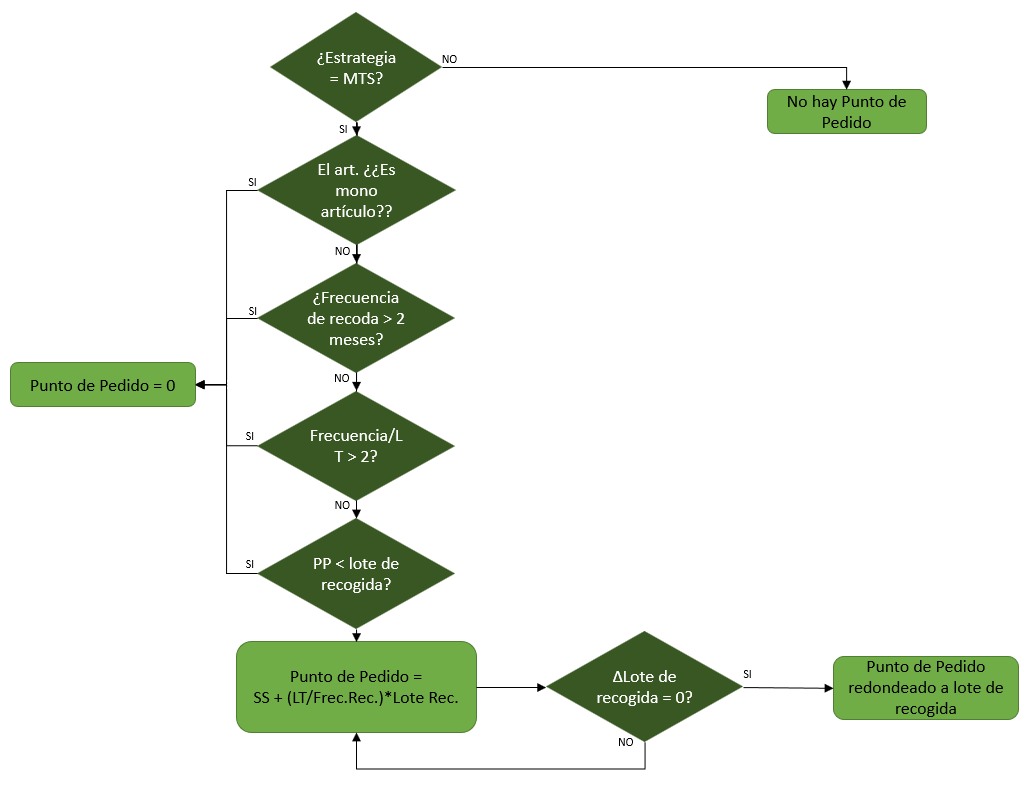 ¿Estrategia
= MTS?
NO
No hay Punto de
Pedido
SI
El art. ¿¿Es
mono
artículo??
SI
NO
¿Frecuencia
de recoda > 2
meses?
SI
NO
Punto de Pedido = 0
Frecuencia/L
T > 2?
SI
NO
PP < lote de
recogida?
SI
Punto de Pedido =
SS + (LT/Frec.Rec.)*Lote Rec.
ΔLote de
recogida = 0?
SI
NO
Punto de Pedido
redondeado a lote de
recogida